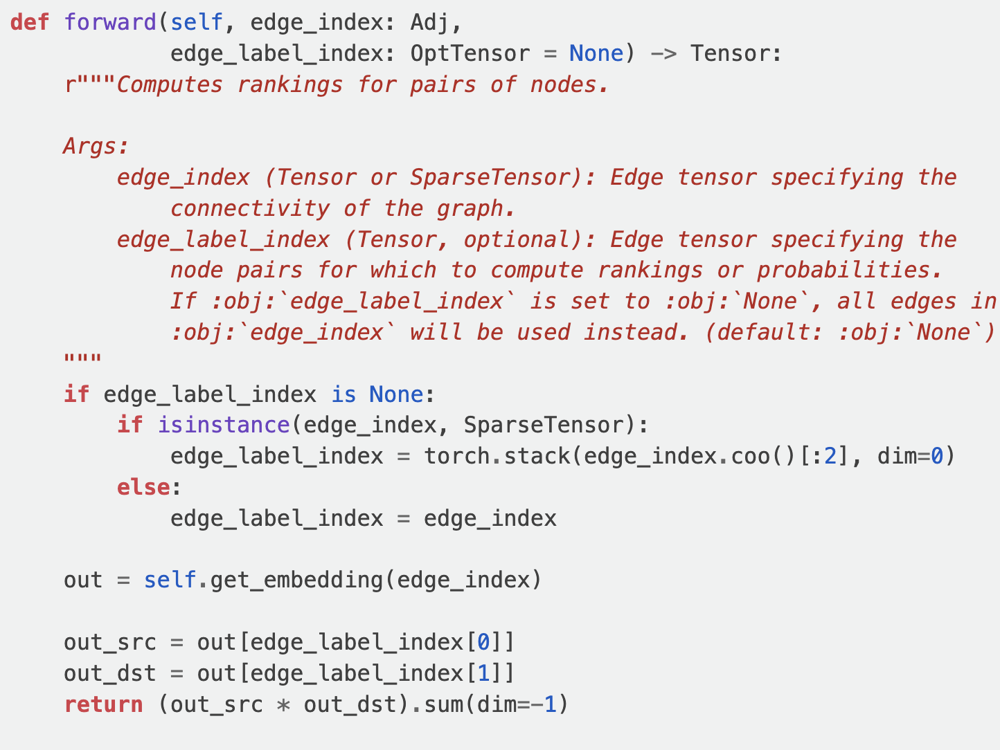 def forward(self, edge_index: Adj,
            edge_label_index: OptTensor = None) -> Tensor:
    r"""Computes rankings for pairs of nodes.

    Args:
        edge_index (Tensor or SparseTensor): Edge tensor specifying the
            connectivity of the graph.
        edge_label_index (Tensor, optional): Edge tensor specifying the
            node pairs for which to compute rankings or probabilities.
            If :obj:`edge_label_index` is set to :obj:`None`, all edges in
            :obj:`edge_index` will be used instead. (default: :obj:`None`)
    """
    if edge_label_index is None:
        if isinstance(edge_index, SparseTensor):
            edge_label_index = torch.stack(edge_index.coo()[:2], dim=0)
        else:
            edge_label_index = edge_index

    out = self.get_embedding(edge_index)

    out_src = out[edge_label_index[0]]
    out_dst = out[edge_label_index[1]]
    return (out_src * out_dst).sum(dim=-1)